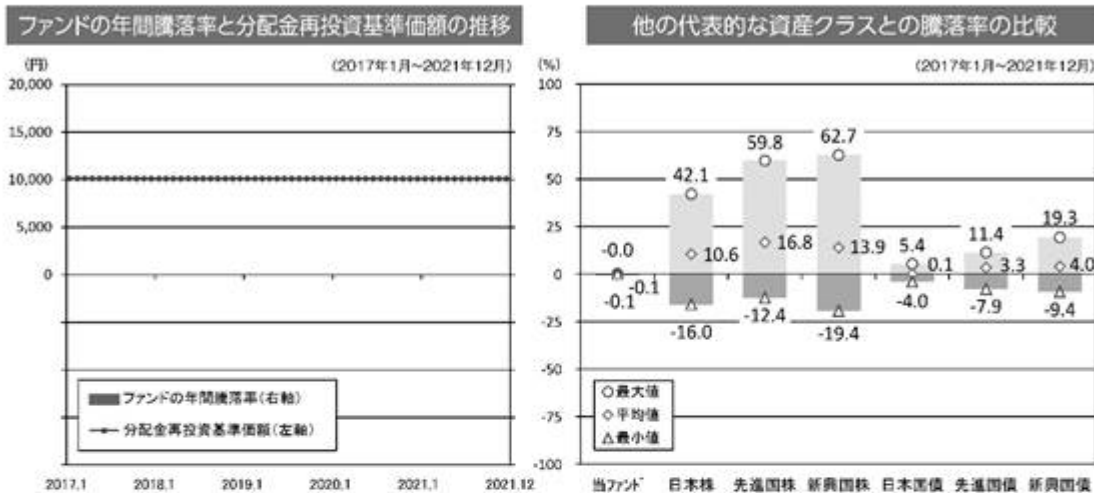 ファンドの年間騰落率と分配金再投資基準価額の推移
(円)
(2017年1月~2021年12月)
20,000
15,000
10,000
5,000
0
ファンドの年間騰落率(右軸)
分配金再投資基準価額(左軸)
2017.1 2018.1 2019.1 2020.1 2021.1 2021.12
他の代表的な資産クラスとの騰落率の比較
(%)
(2017年1月~2021年12月)
100
75
50
25
0
-25
-50
-75
-100
-0.0 42.1 59.8 62.7 5.4 11.4 19.3
-0.1 10.6 16.8 13.9 0.1 3.3 4.0
-0.1 -16.0 -12.4 -19.4 -4.0 -7.9 -9.4
最大値
平均値
最小値
当ファンド 日本株 先進国株 新興国株 日本国債 先進国債 新興国債